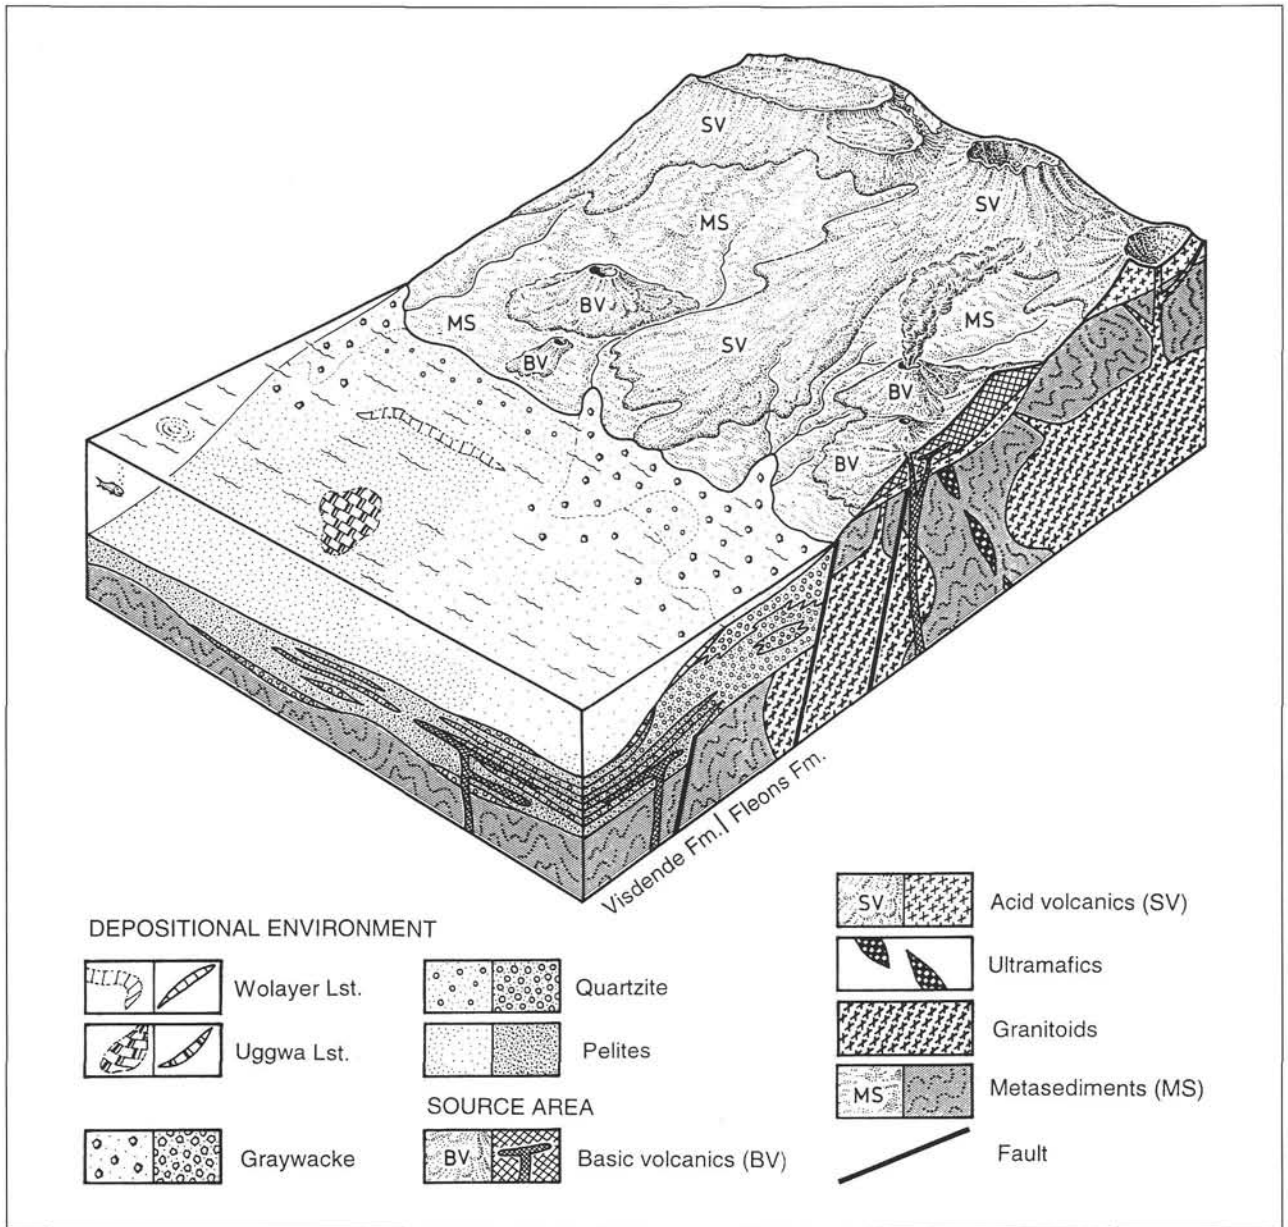 SV
SV
MS
BV
MS
MS
SV
BV
BV
BV
Visdende Fm. | Fleons Fm.
DEPOSITIONAL ENVIRONMENT
Wolayer Lst.
Uggwa Lst.
Graywacke
Quartzite
Pelites
SOURCE AREA
BV
Basic volcanics (BV)
SV
Acid volcanics (SV)
Ultramafics
Granitoids
MS
Metasediments (MS)
Fault